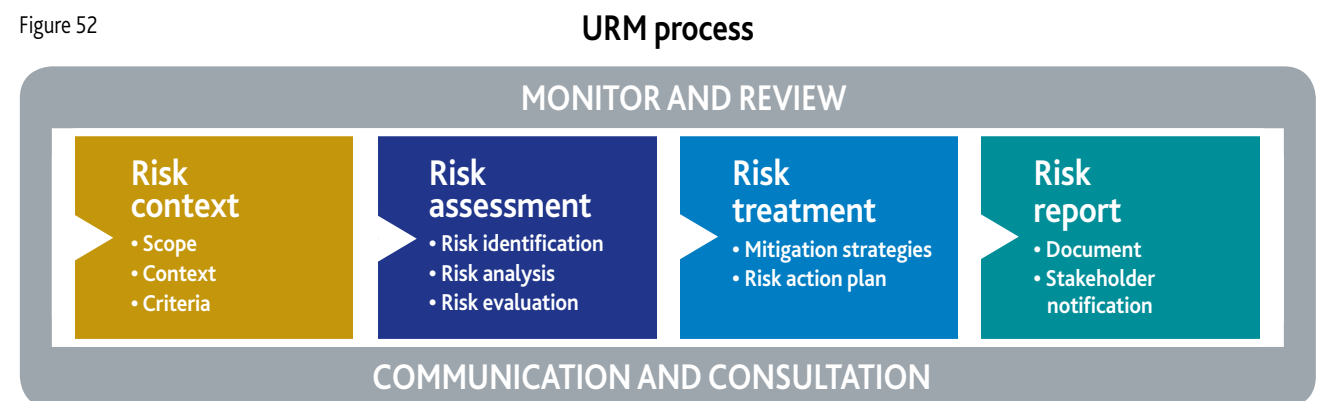 Figure 52
URM process
MONITOR AND REVIEW
Risk
context
• Scope
• Context
• Criteria
Risk
assessment
• Risk identification
• Risk analysis
• Risk evaluation
Risk
treatment
• Mitigation strategies
• Risk action plan
Risk
report
• Document
• Stakeholder
notification
COMMUNICATION AND CONSULTATION